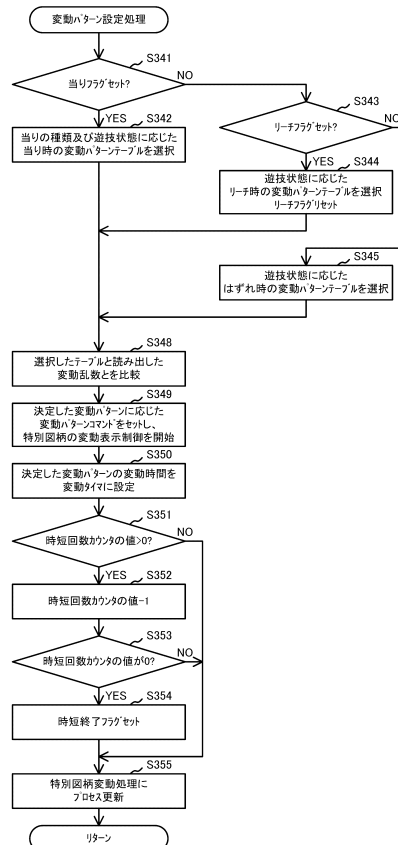 変動パターン設定処理
S341
当りフラグセット?
NO
YES
S342
当りの種類及び遊技状態に応じた
当り時の変動パターンテーブルを選択
S343
リーチフラグセット?
NO
YES
S344
遊技状態に応じた
リーチ時の変動パターンテーブルを選択
リーチフラグリセット
S345
遊技状態に応じた
はずれ時の変動パターンテーブルを選択
S348
選択したテーブルと読み出した
変動乱数とを比較
S349
決定した変動パターンに応じた
変動パターンコマンドをセットし、
特別図柄の変動表示制御を開始
S350
決定した変動パターンの変動時間を
変動タイマに設定
S351
時短回数カウンタの値>0?
NO
YES
S352
時短回数カウンタの値-1
S353
時短回数カウンタの値が0?
NO
YES
S354
時短終了フラグセット
S355
特別図柄変動処理に
プロセス更新
リターン